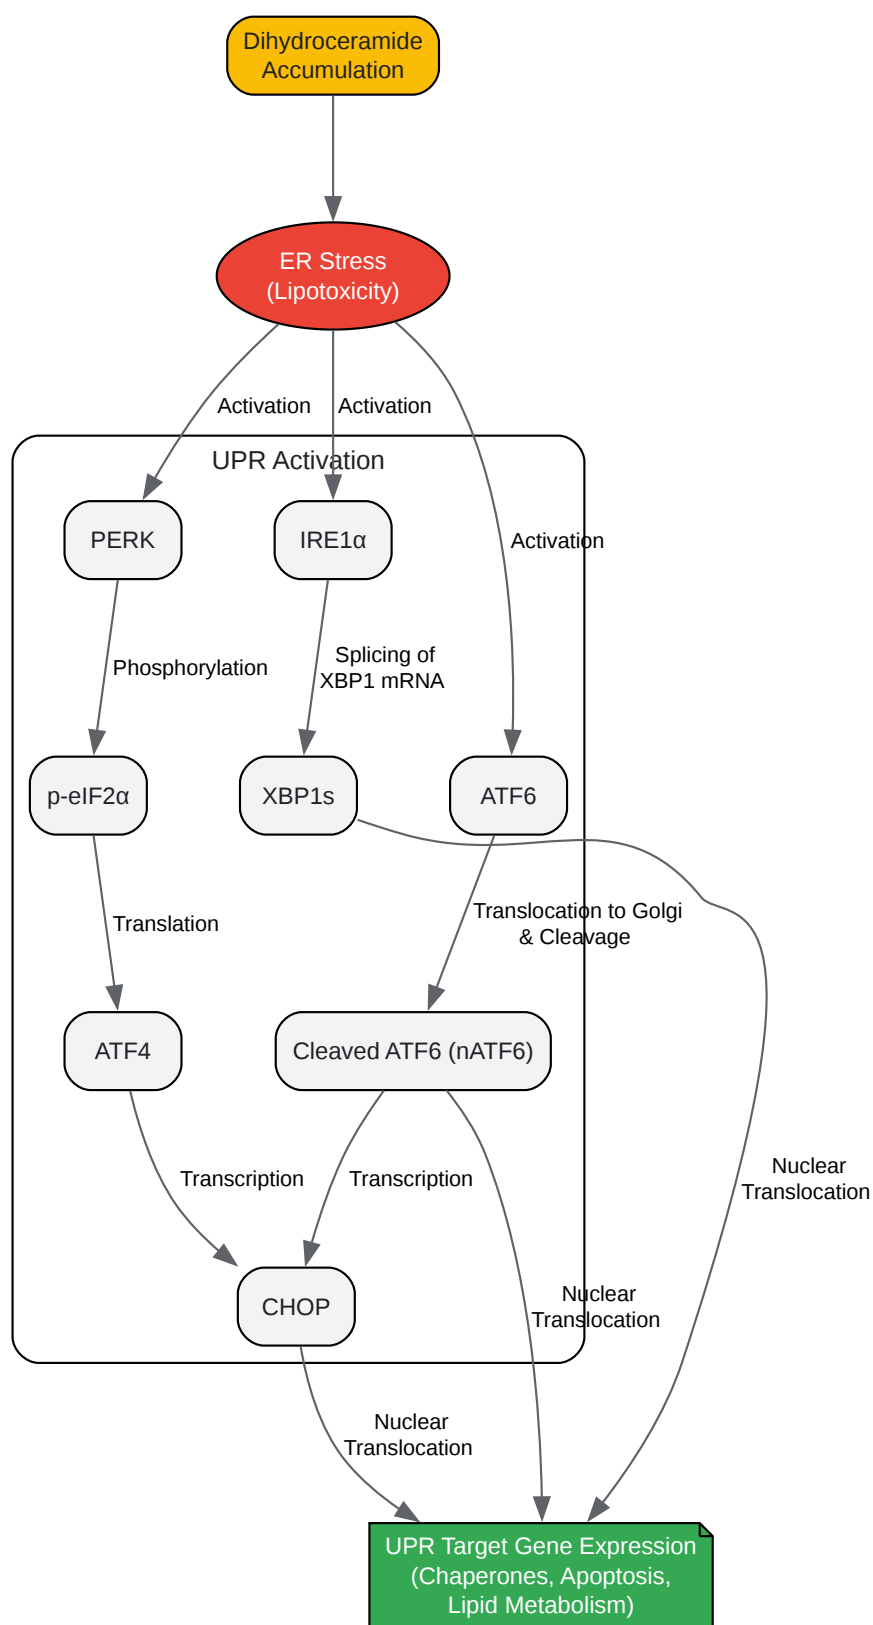 Dihydroceramide
Accumulation
ER Stress
(Lipotoxicity)
Activation
Activation
UPR Activation
PERK
IRE1α
Activation
Phosphorylation
Splicing of
XBP1 mRNA
p-eIF2α
XBP1s
ATF6
Translation
Translocation to Golgi
& Cleavage
ATF4
Cleaved ATF6 (nATF6)
Transcription
Transcription
Nuclear
Translocation
CHOP
Nuclear
Translocation
Nuclear
Translocation
UPR Target Gene Expression
(Chaperones, Apoptosis,
Lipid Metabolism)